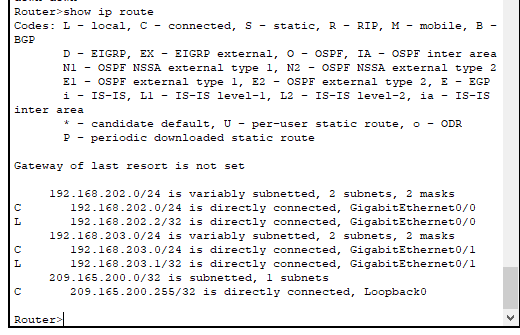 Router>show ip route
Codes: L - local, C - connected, S - static, R - RIP, M - mobile, B -
BGP
D - EIGRP, EX - EIGRP external, O - OSPF, IA - OSPF inter area
N1 - OSPF NSSA external type 1, N2 - OSPF NSSA external type 2
E1 - OSPF external type 1, E2 - OSPF external type 2, E - EGP
i - IS-IS, L1 - IS-IS level-1, L2 - IS-IS level-2, ia - IS-IS
inter area
* - candidate default, U - per-user static route, o - ODR
P - periodic downloaded static route
Gateway of last resort is not set
192.168.202.0/24 is variably subnetted, 2 subnets, 2 masks
C 192.168.202.0/24 is directly connected, GigabitEthernet0/0
L 192.168.202.2/32 is directly connected, GigabitEthernet0/0
192.168.203.0/24 is variably subnetted, 2 subnets, 2 masks
C 192.168.203.0/24 is directly connected, GigabitEthernet0/1
L 192.168.203.1/32 is directly connected, GigabitEthernet0/1
209.165.200.0/32 is subnetted, 1 subnets
C 209.165.200.255/32 is directly connected, Loopback0
Router>